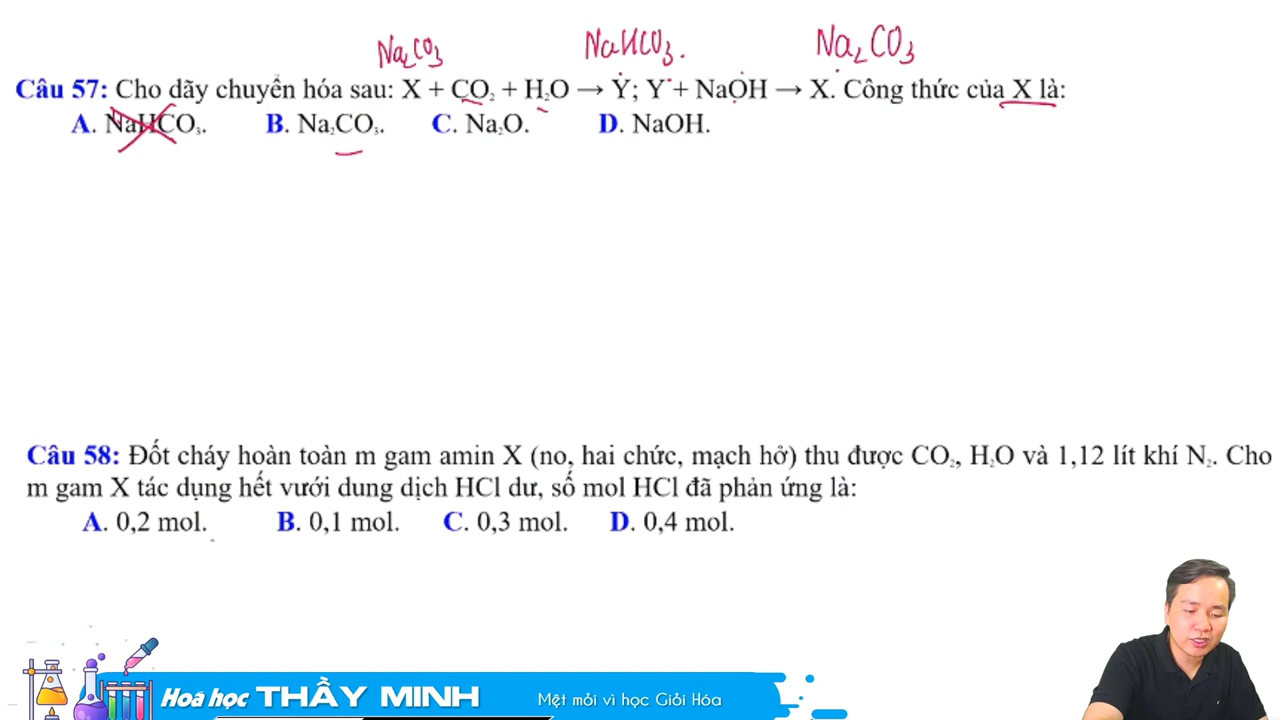 Na₂CO₃ NaHCO₃. Na₂CO₃
Câu 57: Cho dãy chuyển hóa sau: X + CO₂ + H₂O → Y; Y + NaOH → X. Công thức của X là:
A. NaHCO₃. B. Na₂CO₃. C. Na₂O. D. NaOH.
Câu 58: Đốt cháy hoàn toàn m gam amin X (no, hai chức, mạch hở) thu được CO₂, H₂O và 1,12 lít khí N₂. Cho
m gam X tác dụng hết vưới dung dịch HCl dư, số mol HCl đã phản ứng là:
A. 0,2 mol. B. 0,1 mol. C. 0,3 mol. D. 0,4 mol.
Hoá học THẦY MINH Mệt mỏi vì học Giỏi Hóa